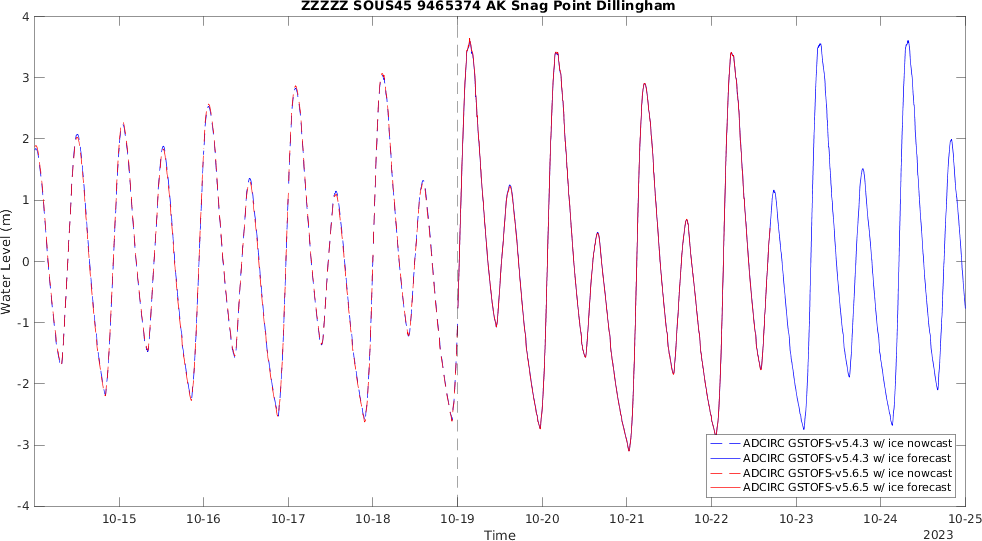 ZZZZZ SOUS45 9465374 AK Snag Point Dillingham
4
3
2
1
0
-1
-2
-3
-4
Water Level (m)
ADCIRC GSTOFS-v5.4.3 w/ ice nowcast
ADCIRC GSTOFS-v5.4.3 w/ ice forecast
ADCIRC GSTOFS-v5.6.5 w/ ice nowcast
ADCIRC GSTOFS-v5.6.5 w/ ice forecast
10-15 10-16 10-17 10-18 10-19 10-20 10-21 10-22 10-23 10-24 10-25
Time
2023